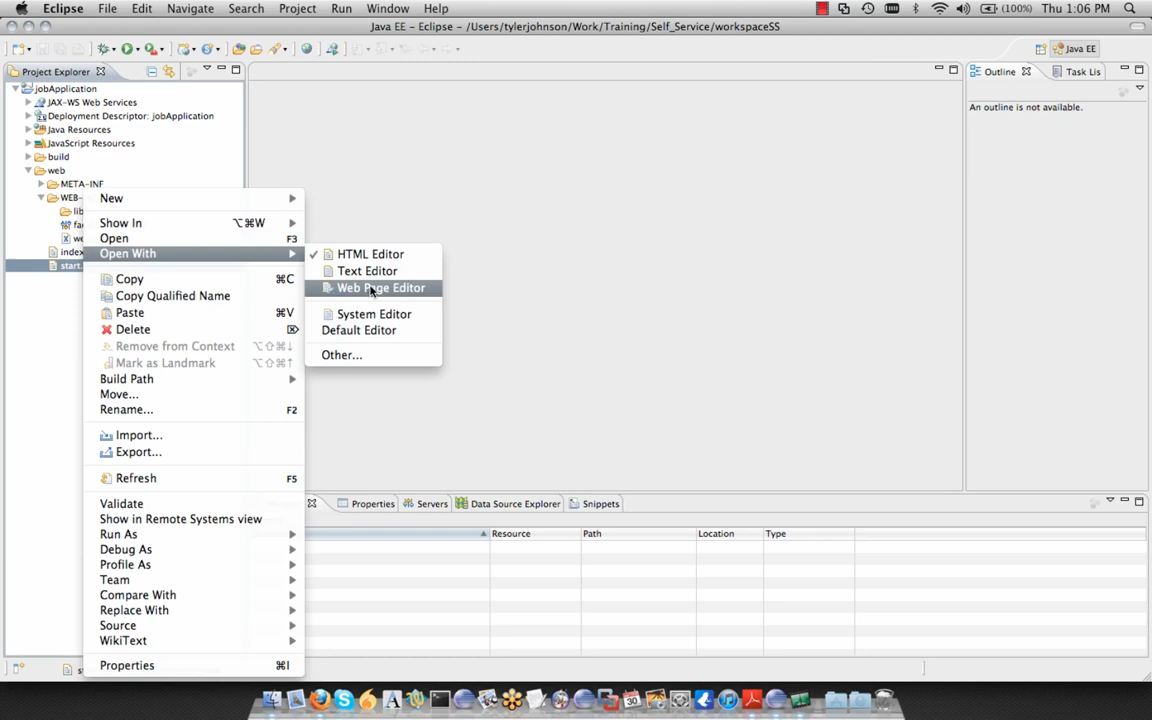 Eclipse File Edit Navigate Search Project Run Window Help (100%) Thu 1:06 PM
Java EE – Eclipse – /Users/tylerjohnson/Work/Training/Self_Service/workspaceSS
Java EE
Project Explorer
Outline
Task Lis
jobApplication
JAX-WS Web Services
Deployment Descriptor: jobApplication
Java Resources
JavaScript Resources
build
web
META-INF
WEB-
lib
fa
we
index
start.
An outline is not available.
New
Show In ⌥⌘W
Open F3
Open With
Copy ⌘C
Copy Qualified Name
Paste ⌘V
Delete ⌦
Remove from Context ⌥⇧⌘↓
Mark as Landmark ⌥⇧⌘↑
Build Path
Move...
Rename... F2
Import...
Export...
Refresh F5
Validate
Show in Remote Systems view
Run As
Debug As
Profile As
Team
Compare With
Replace With
Source
WikiText
Properties ⌘I
✓ HTML Editor
Text Editor
Web Page Editor
System Editor
Default Editor
Other...
Properties Servers Data Source Explorer Snippets
Resource Path Location Type